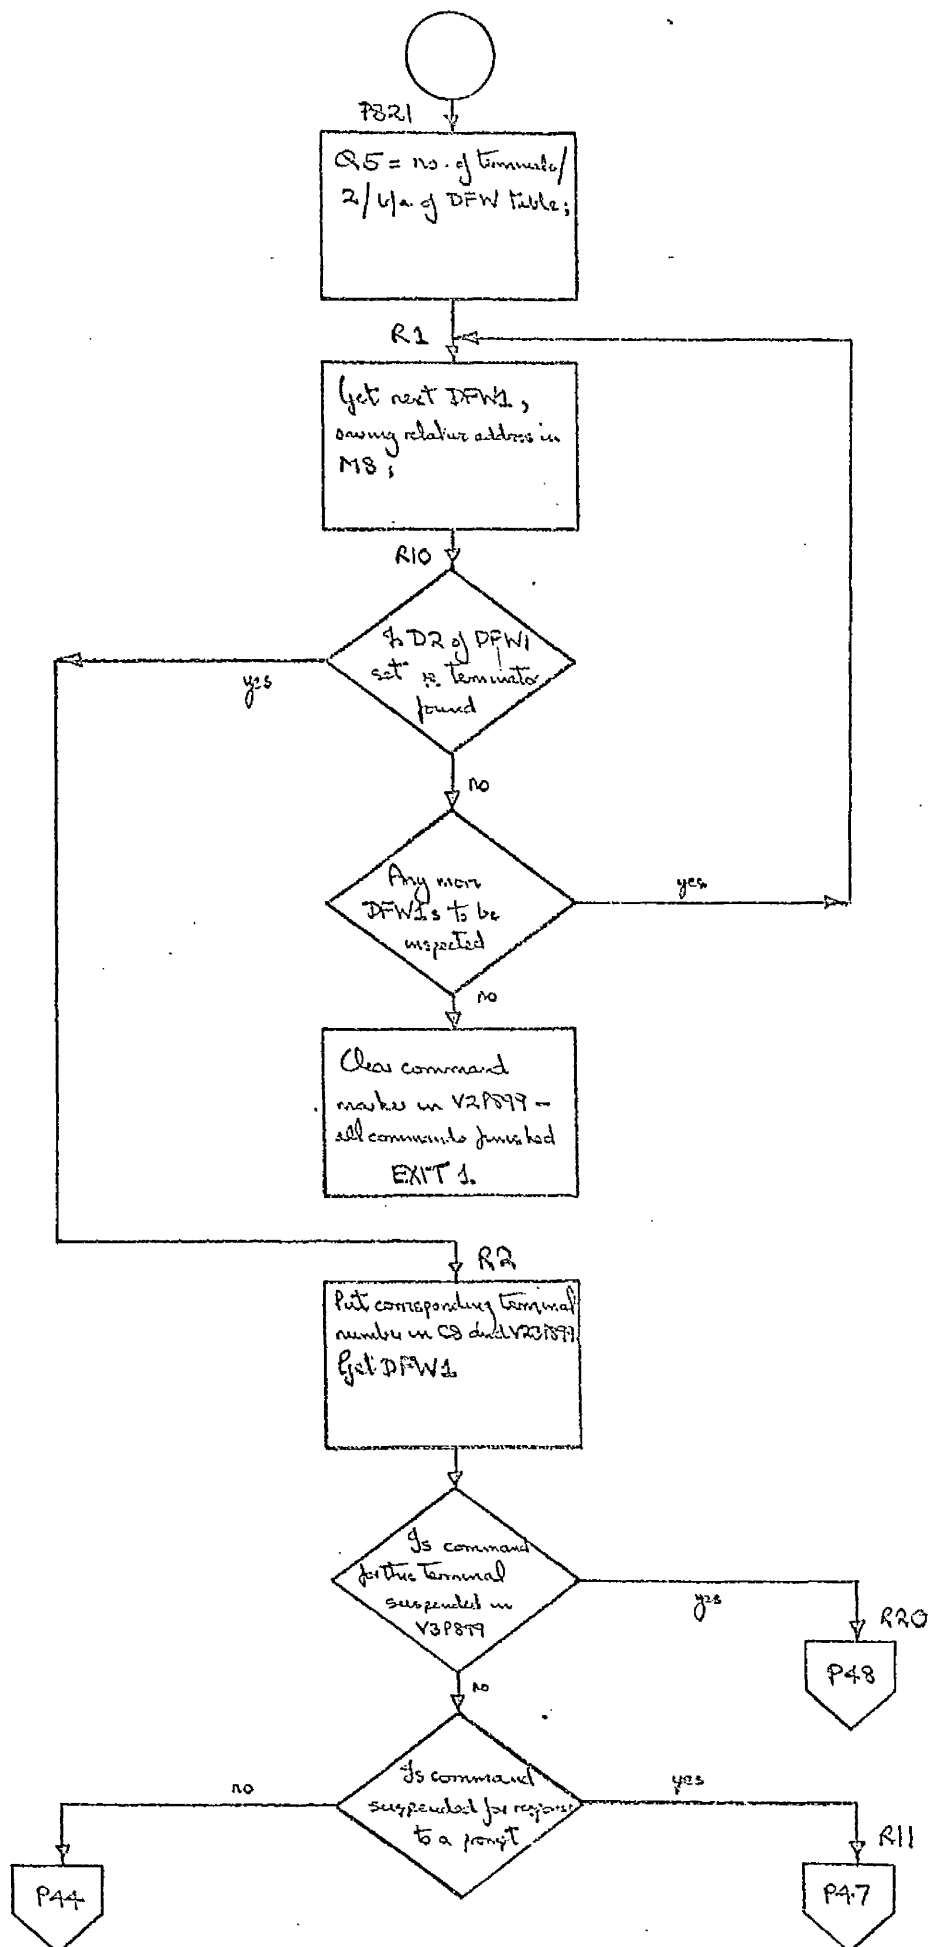 P821
Q5 = no. of terminals/
2/b/a. of DFW table;
R1
Get next DFW1,
saving relative address in
M8;
R10
Is D2 of DFW1
set ie. terminator
found
yes
no
Any more
DFW1s to be
inspected
yes
no
Clear command
marker in V2P899 –
all commands finished
EXIT 1.
R2
Put corresponding terminal
number in C8 and V23P899
Get DFW1
Is command
for this terminal
suspended in
V3P899
yes
R20
P48
no
Is command
suspended for response
to a prompt
no
yes
R11
P44
P47